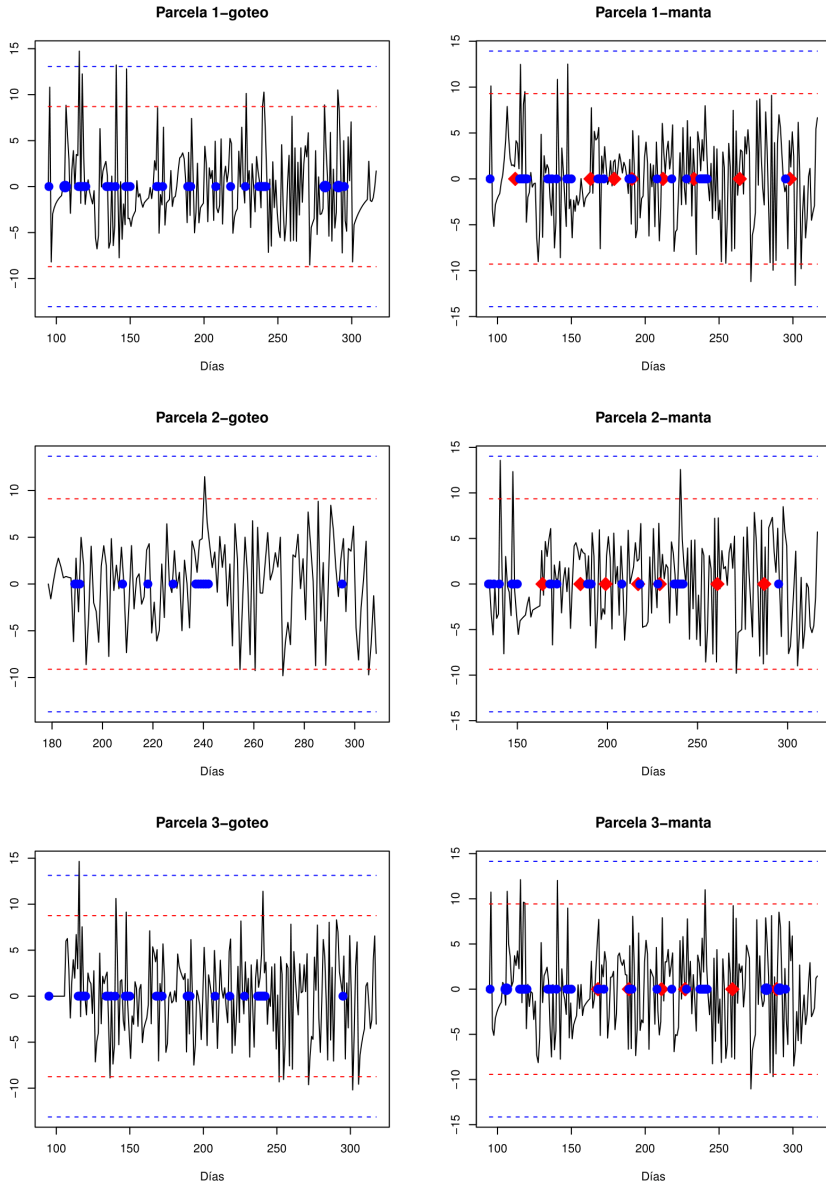 Parcela 1−goteo
15
10
5
0
−5
−10
100 150 200 250 300
Días
Parcela 1−manta
15
10
5
0
−5
−10
−15
100 150 200 250 300
Días
Parcela 2−goteo
10
5
0
−5
−10
180 200 220 240 260 280 300
Días
Parcela 2−manta
15
10
5
0
−5
−10
−15
150 200 250 300
Días
Parcela 3−goteo
15
10
5
0
−5
−10
100 150 200 250 300
Días
Parcela 3−manta
15
10
5
0
−5
−10
−15
100 150 200 250 300
Días